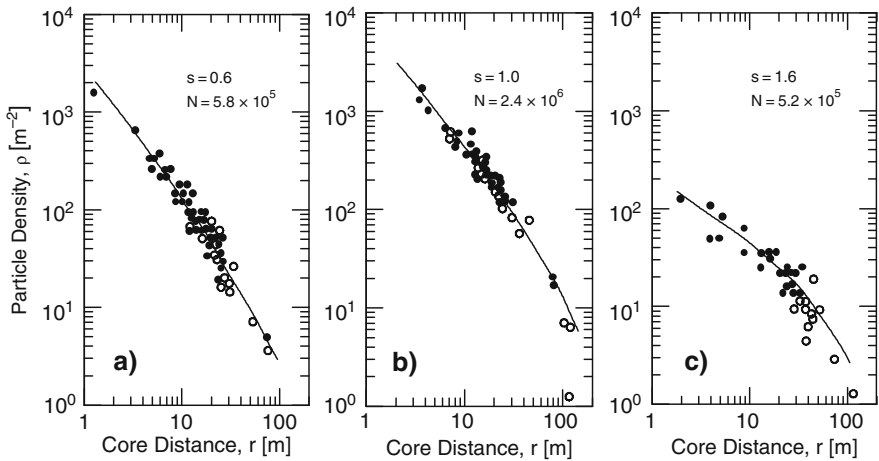 Particle Density, ρ [m⁻²]
10⁴
10³
10²
10¹
10⁰
s = 0.6
N = 5.8 × 10⁵
a)
1
10
100
Core Distance, r [m]
10⁴
10³
10²
10¹
10⁰
s = 1.0
N = 2.4 × 10⁶
b)
1
10
100
Core Distance, r [m]
10⁴
10³
10²
10¹
10⁰
s = 1.6
N = 5.2 × 10⁵
c)
1
10
100
Core Distance, r [m]